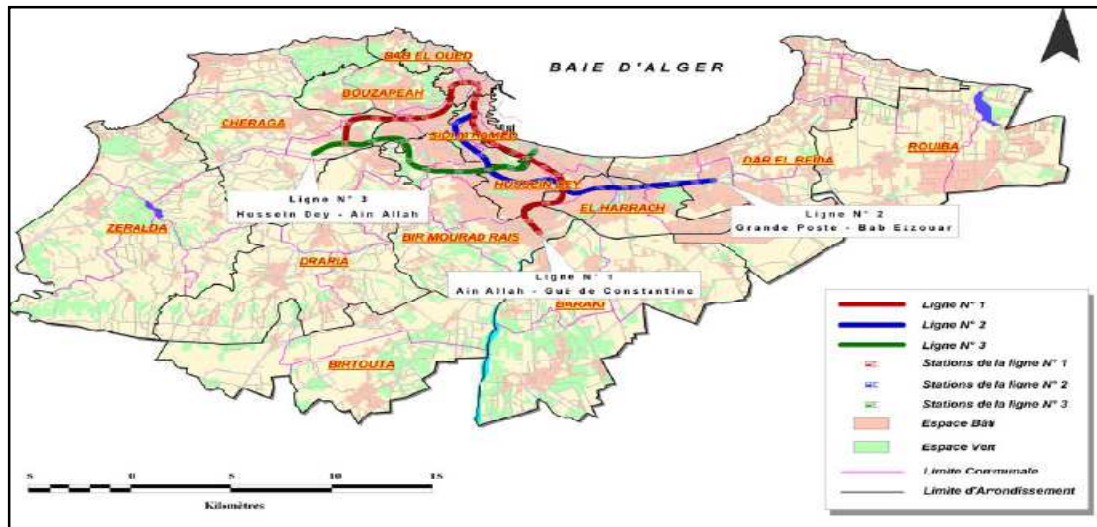 BAIE D'ALGER
BAB EL OUED
BOUZAREAH
CHERAGA
SIDI M'HAMED
ROUIBA
DAR EL BEDA
HUSSEIN DEY
EL HARRACH
Ligne N° 3
Hussein Dey - Ain Allah
Ligne N° 2
Grande Poste - Bab Ezzouar
ZERALDA
BIR MOURAD RAIS
DRARIA
Ligne N° 1
Ain Allah - Gué de Constantine
BARAKI
BIRTOUTA
Ligne N° 1
Ligne N° 2
Ligne N° 3
Stations de la ligne N° 1
Stations de la ligne N° 2
Stations de la ligne N° 3
Espace Bâti
Espace Vert
Limite Communale
Limite d'Arrondissement
5 0 5 10 15
Kilomètres